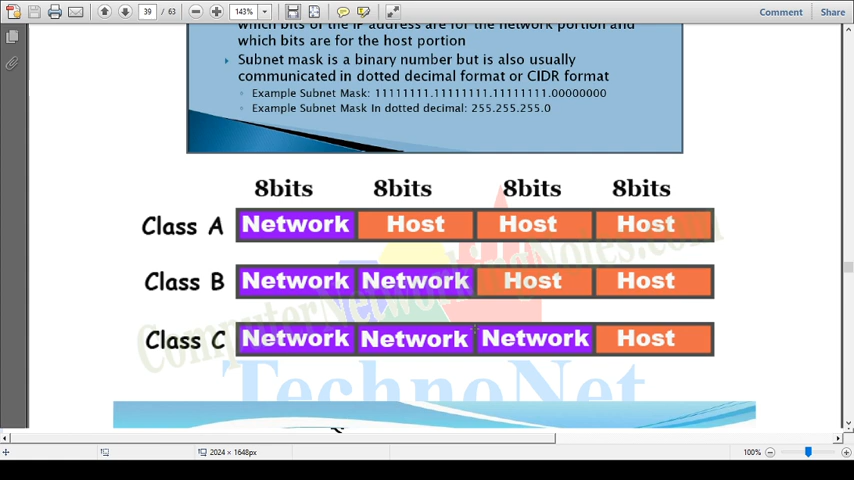 39 / 63
143%
Comment
Share
which bits of the IP address are for the network portion and
which bits are for the host portion
Subnet mask is a binary number but is also usually
communicated in dotted decimal format or CIDR format
Example Subnet Mask: 11111111.11111111.11111111.00000000
Example Subnet Mask In dotted decimal: 255.255.255.0
8bits 8bits 8bits 8bits
Class A Network Host Host Host
Class B Network Network Host Host
Class C Network Network Network Host
ComputerNetworkingNotes.com
TechnoNet
2024 × 1648px
100%